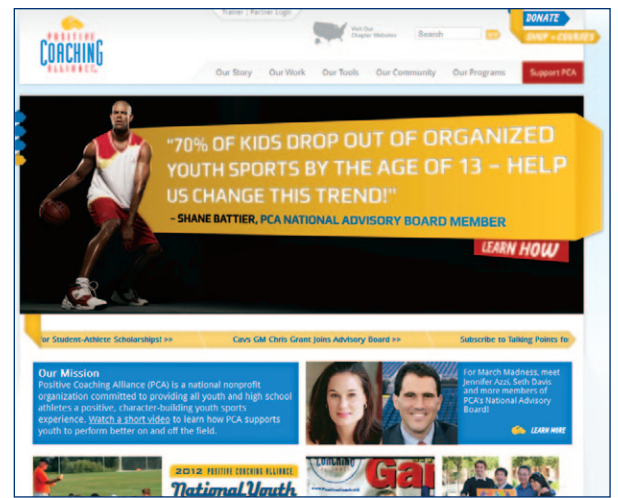 Trainer | Partner Login
DONATE
SHOP + COURSES
POSITIVE
COACHING
ALLIANCE
Visit Our
Chapter Websites
Search
Our Story Our Work Our Tools Our Community Our Programs Support PCA
"70% OF KIDS DROP OUT OF ORGANIZED
YOUTH SPORTS BY THE AGE OF 13 – HELP
US CHANGE THIS TREND!"
– SHANE BATTIER, PCA NATIONAL ADVISORY BOARD MEMBER
LEARN HOW
or Student-Athlete Scholarships! >> Cavs GM Chris Grant Joins Advisory Board >> Subscribe to Talking Points fo
Our Mission
Positive Coaching Alliance (PCA) is a national nonprofit
organization committed to providing all youth and high school
athletes a positive, character-building youth sports
experience. Watch a short video to learn how PCA supports
youth to perform better on and off the field.
For March Madness, meet
Jennifer Azzi, Seth Davis
and more members of
PCA's National Advisory
Board!
LEARN MORE
2012 POSITIVE COACHING ALLIANCE
National Youth
COACHING
Ga